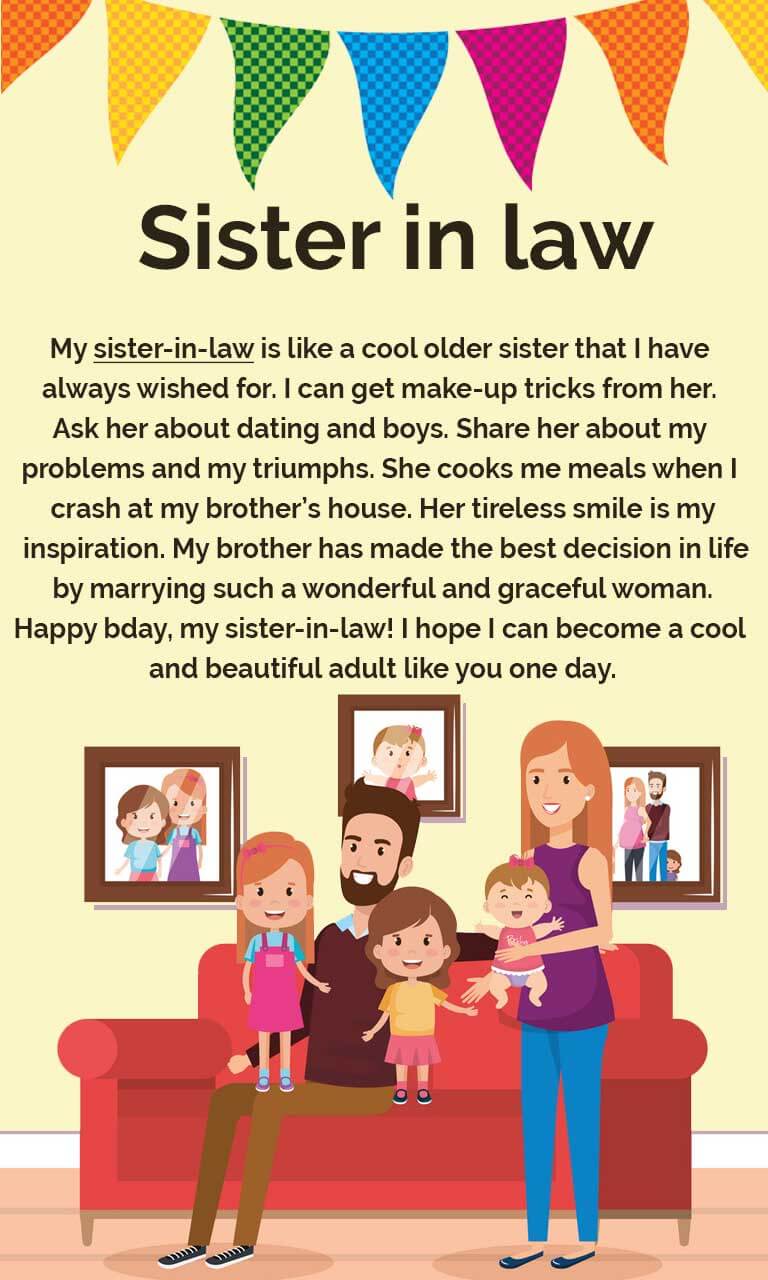 Sister in law
My sister-in-law is like a cool older sister that I have
always wished for. I can get make-up tricks from her.
Ask her about dating and boys. Share her about my
problems and my triumphs. She cooks me meals when I
crash at my brother’s house. Her tireless smile is my
inspiration. My brother has made the best decision in life
by marrying such a wonderful and graceful woman.
Happy bday, my sister-in-law! I hope I can become a cool
and beautiful adult like you one day.